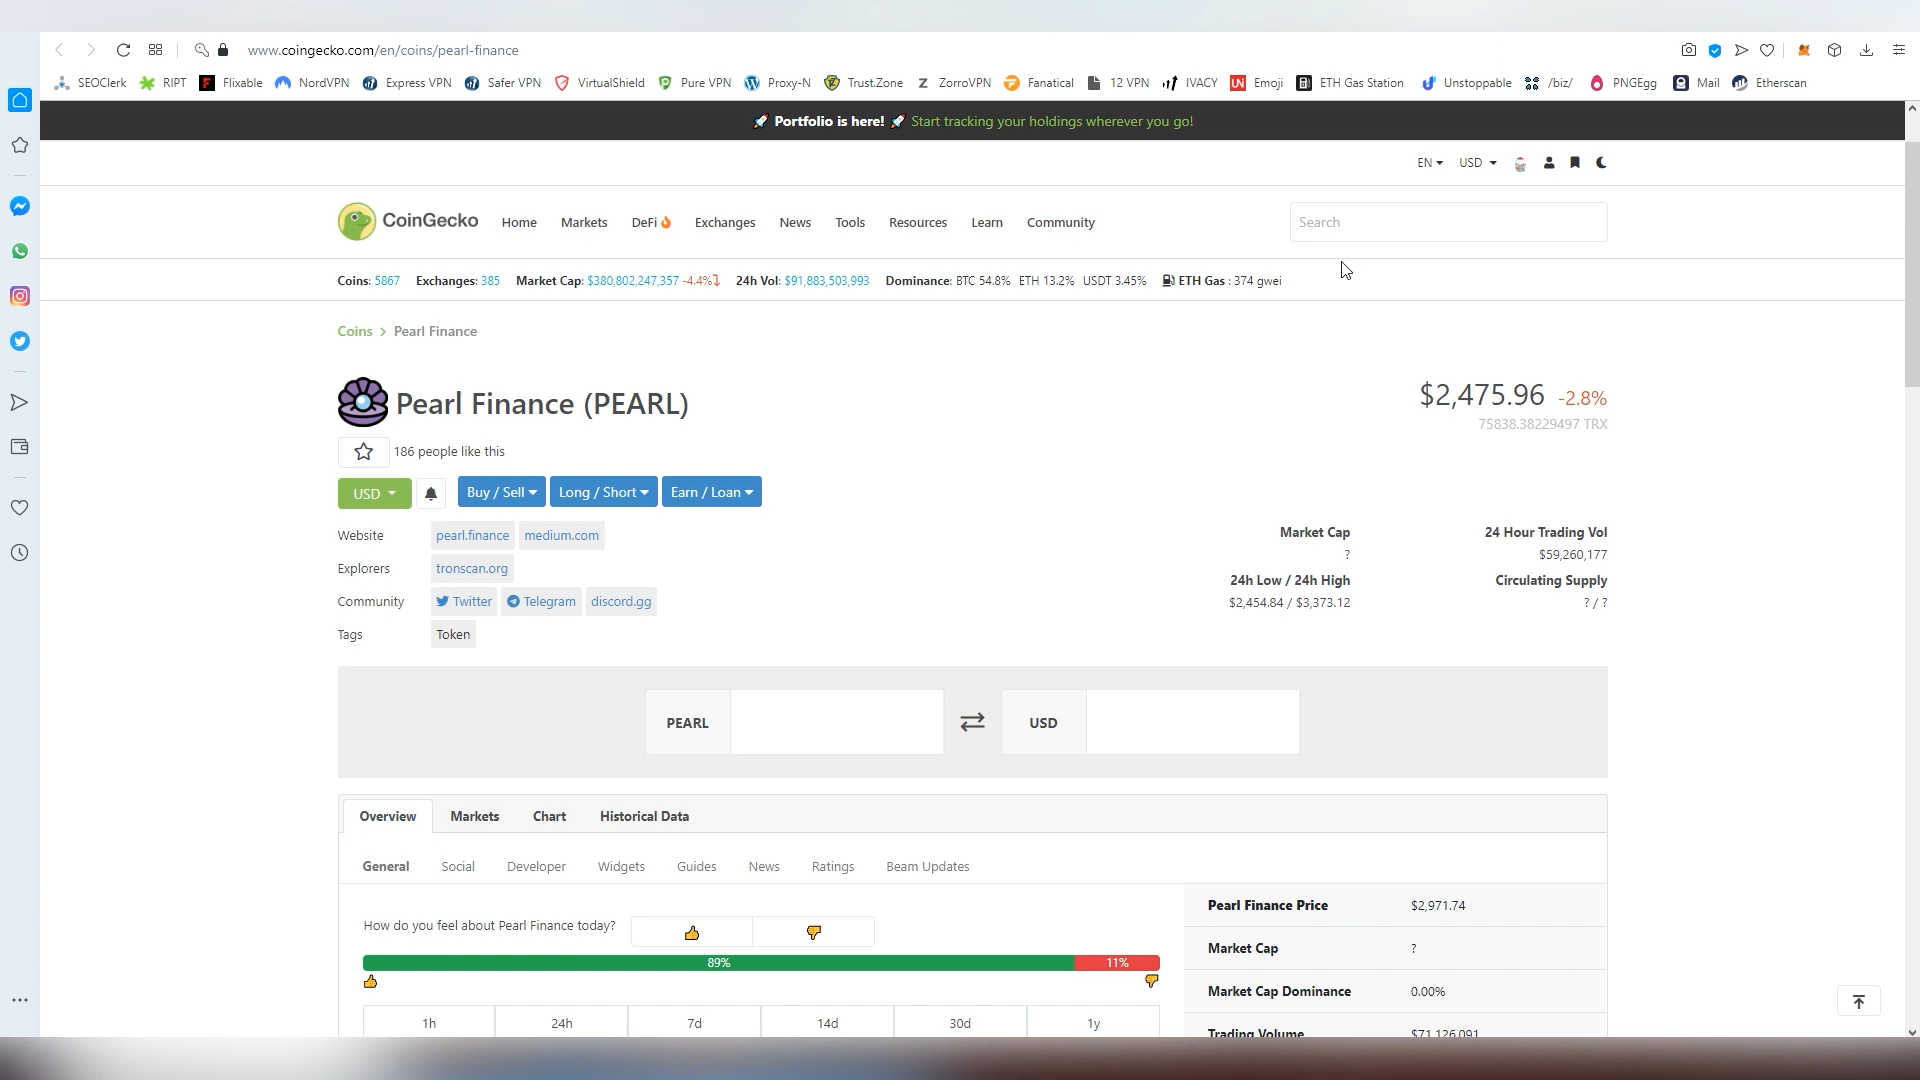 www.coingecko.com/en/coins/pearl-finance
SEOClerk RIPT Flixable NordVPN Express VPN Safer VPN VirtualShield Pure VPN Proxy-N Trust.Zone ZorroVPN Fanatical 12 VPN IVACY UN Emoji ETH Gas Station Unstoppable /biz/ PNGEgg Mail Etherscan
Portfolio is here! Start tracking your holdings wherever you go!
EN USD
CoinGecko Home Markets DeFi Exchanges News Tools Resources Learn Community Search
Coins: 5867 Exchanges: 385 Market Cap: $380,802,247,357 -4.4% 24h Vol: $91,883,503,993 Dominance: BTC 54.8% ETH 13.2% USDT 3.45% ETH Gas : 374 gwei
Coins > Pearl Finance
Pearl Finance (PEARL) $2,475.96 -2.8%
75838.38229497 TRX
186 people like this
USD Buy / Sell Long / Short Earn / Loan
Website pearl.finance medium.com Market Cap 24 Hour Trading Vol
? $59,260,177
Explorers tronscan.org 24h Low / 24h High Circulating Supply
Community Twitter Telegram discord.gg $2,454.84 / $3,373.12 ? / ?
Tags Token
PEARL USD
Overview Markets Chart Historical Data
General Social Developer Widgets Guides News Ratings Beam Updates
How do you feel about Pearl Finance today? Pearl Finance Price $2,971.74
89% 11% Market Cap ?
Market Cap Dominance 0.00%
1h 24h 7d 14d 30d 1y Trading Volume $71,126,091